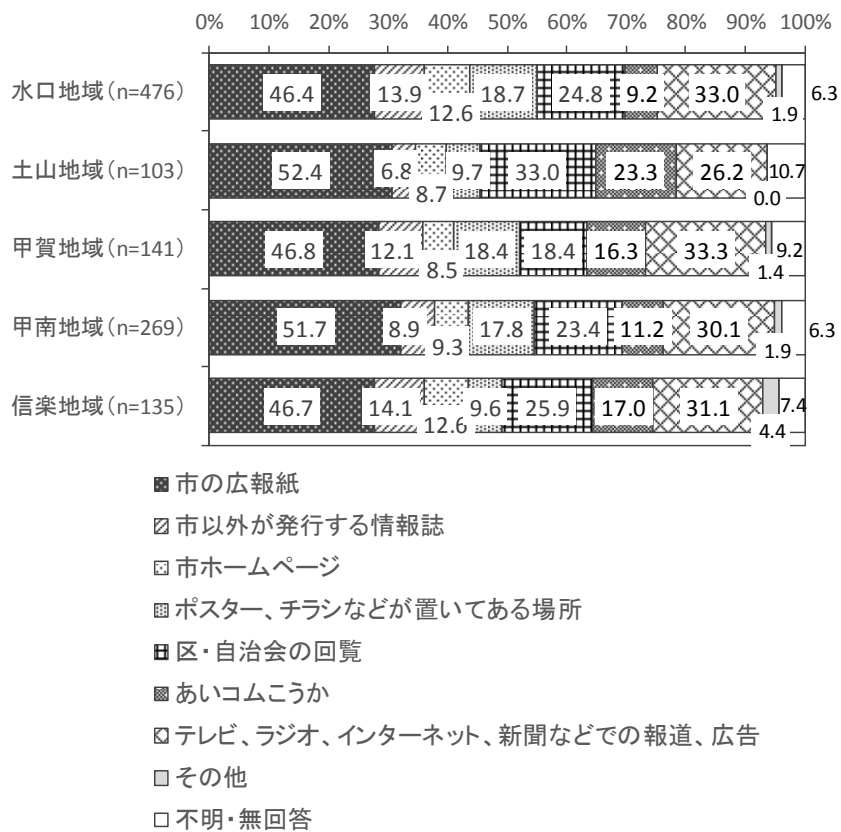 0% 10% 20% 30% 40% 50% 60% 70% 80% 90% 100%
水口地域(n=476) 46.4 13.9 12.6 18.7 24.8 9.2 33.0 1.9 6.3
土山地域(n=103) 52.4 6.8 8.7 9.7 33.0 23.3 26.2 0.0 10.7
甲賀地域(n=141) 46.8 12.1 8.5 18.4 18.4 16.3 33.3 1.4 9.2
甲南地域(n=269) 51.7 8.9 9.3 17.8 23.4 11.2 30.1 1.9 6.3
信楽地域(n=135) 46.7 14.1 12.6 9.6 25.9 17.0 31.1 4.4 7.4
市の広報紙
市以外が発行する情報誌
市ホームページ
ポスター、チラシなどが置いてある場所
区・自治会の回覧
あいコムこうか
テレビ、ラジオ、インターネット、新聞などでの報道、広告
その他
不明・無回答